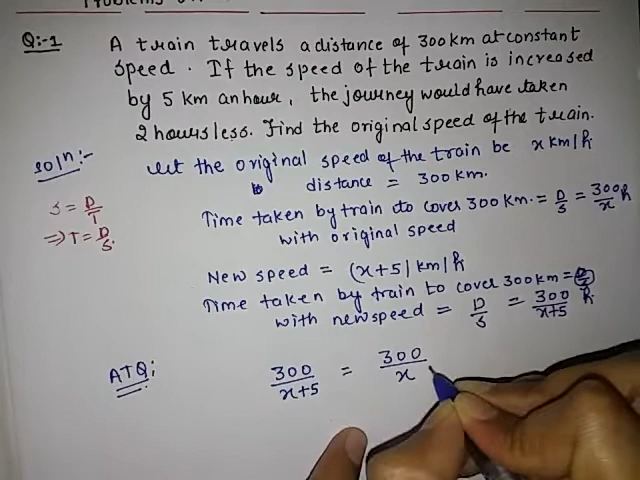 Problems on
Q:-1 A train travels a distance of 300 km at constant
speed. If the speed of the train is increased
by 5 km an hour, the journey would have taken
2 hours less. Find the original speed of the train.
soln:- Let the original speed of the train be x km/h
distance = 300 km.
S = D/T
Time taken by train to cover 300 km. = D/S = 300/x h
⇒ T = D/S.
with original speed
New speed = (x+5) km/h
Time taken by train to cover 300 km = D/S
with new speed = D/S = 300/x+5 h
ATQ; 300/x+5 = 300/x